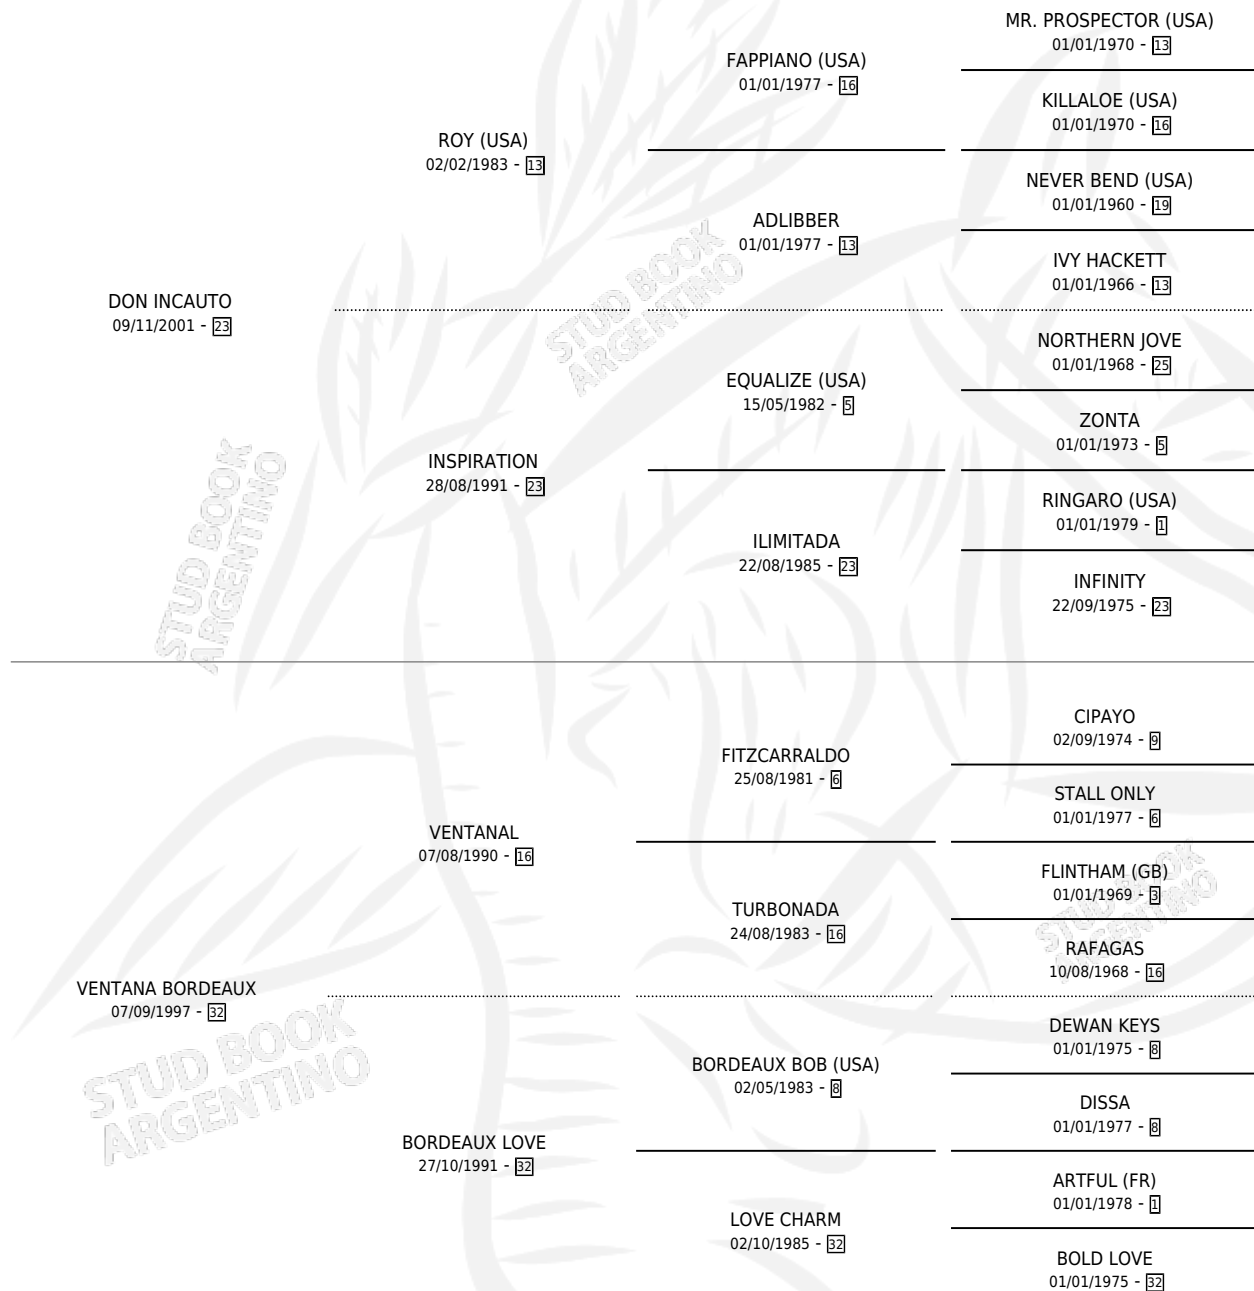 MR. PROSPECTOR (USA)
01/01/1970 - 13
FAPPIANO (USA)
01/01/1977 - 16
KILLALOE (USA)
01/01/1970 - 16
ROY (USA)
02/02/1983 - 13
NEVER BEND (USA)
01/01/1960 - 19
ADLIBBER
01/01/1977 - 13
IVY HACKETT
01/01/1966 - 13
DON INCAUTO
09/11/2001 - 23
NORTHERN JOVE
01/01/1968 - 25
EQUALIZE (USA)
15/05/1982 - 5
ZONTA
01/01/1973 - 5
INSPIRATION
28/08/1991 - 23
RINGARO (USA)
01/01/1979 - 1
ILIMITADA
22/08/1985 - 23
INFINITY
22/09/1975 - 23
CIPAYO
02/09/1974 - 9
FITZCARRALDO
25/08/1981 - 6
STALL ONLY
01/01/1977 - 6
VENTANAL
07/08/1990 - 16
FLINTHAM (GB)
01/01/1969 - 3
TURBONADA
24/08/1983 - 16
RAFAGAS
10/08/1968 - 16
VENTANA BORDEAUX
07/09/1997 - 32
DEWAN KEYS
01/01/1975 - 8
BORDEAUX BOB (USA)
02/05/1983 - 8
DISSA
01/01/1977 - 8
BORDEAUX LOVE
27/10/1991 - 32
ARTFUL (FR)
01/01/1978 - 1
LOVE CHARM
02/10/1985 - 32
BOLD LOVE
01/01/1975 - 32
STUD BOOK
ARGENTINO
STUD BOOK
ARGENTINO
STUD BOOK
ARGENTINO
STUD BOOK
ARGENTINO